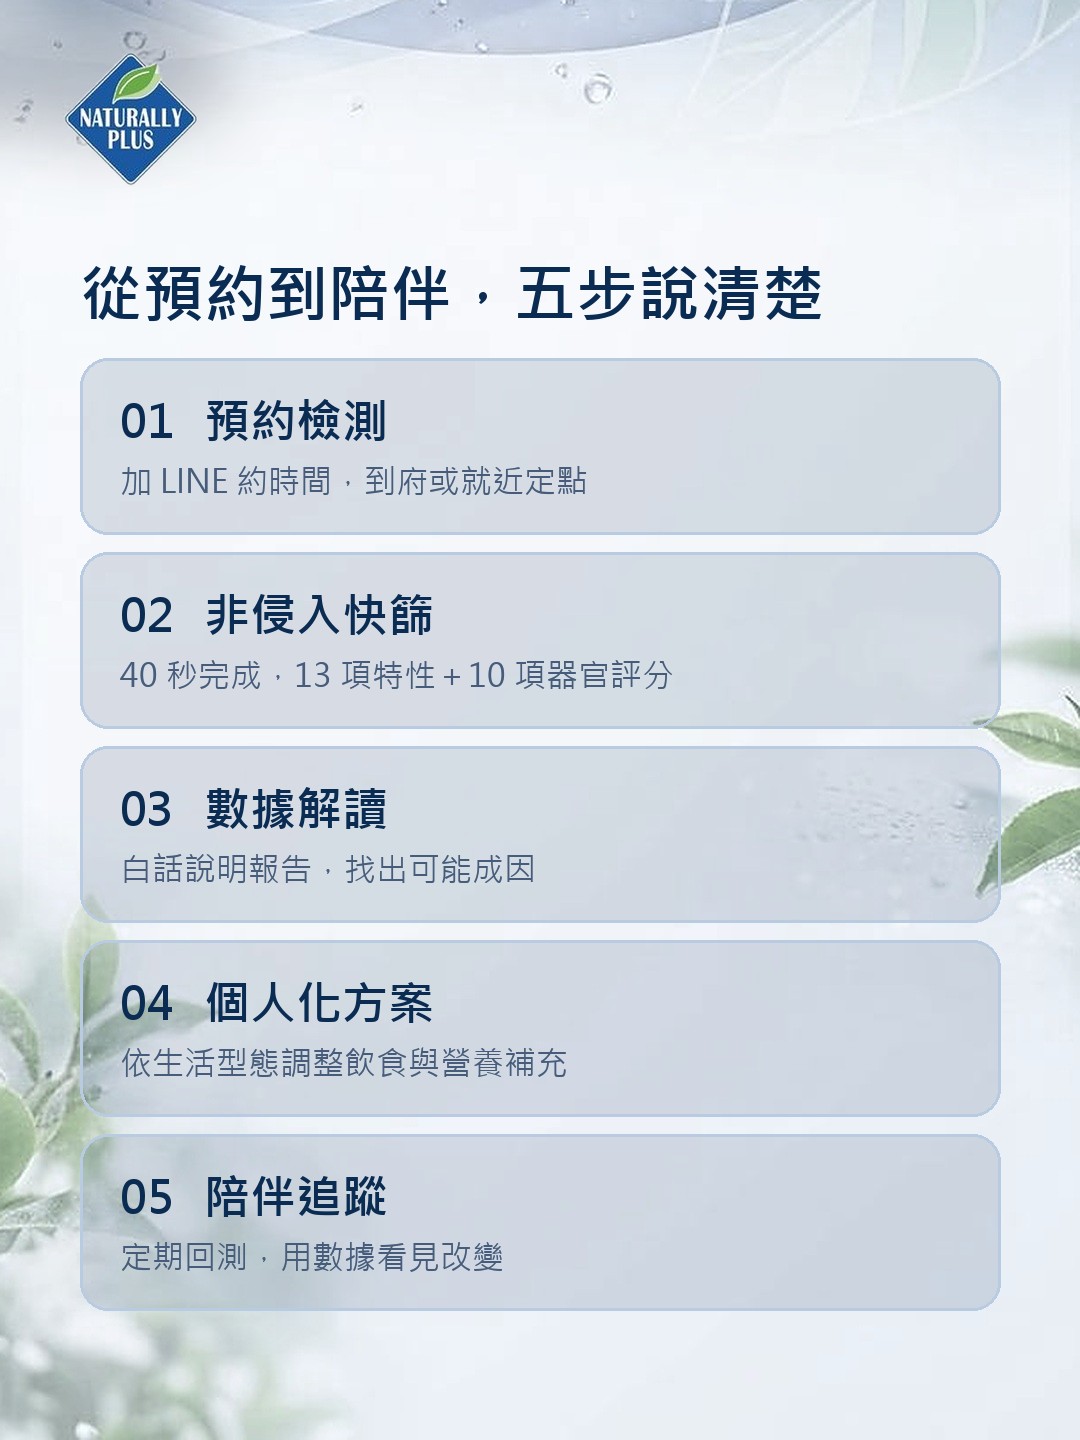 NATURALLY
PLUS
從預約到陪伴，五步說清楚
01 預約檢測
加 LINE 約時間，到府或就近定點
02 非侵入快篩
40 秒完成，13 項特性＋10 項器官評分
03 數據解讀
白話說明報告，找出可能成因
04 個人化方案
依生活型態調整飲食與營養補充
05 陪伴追蹤
定期回測，用數據看見改變